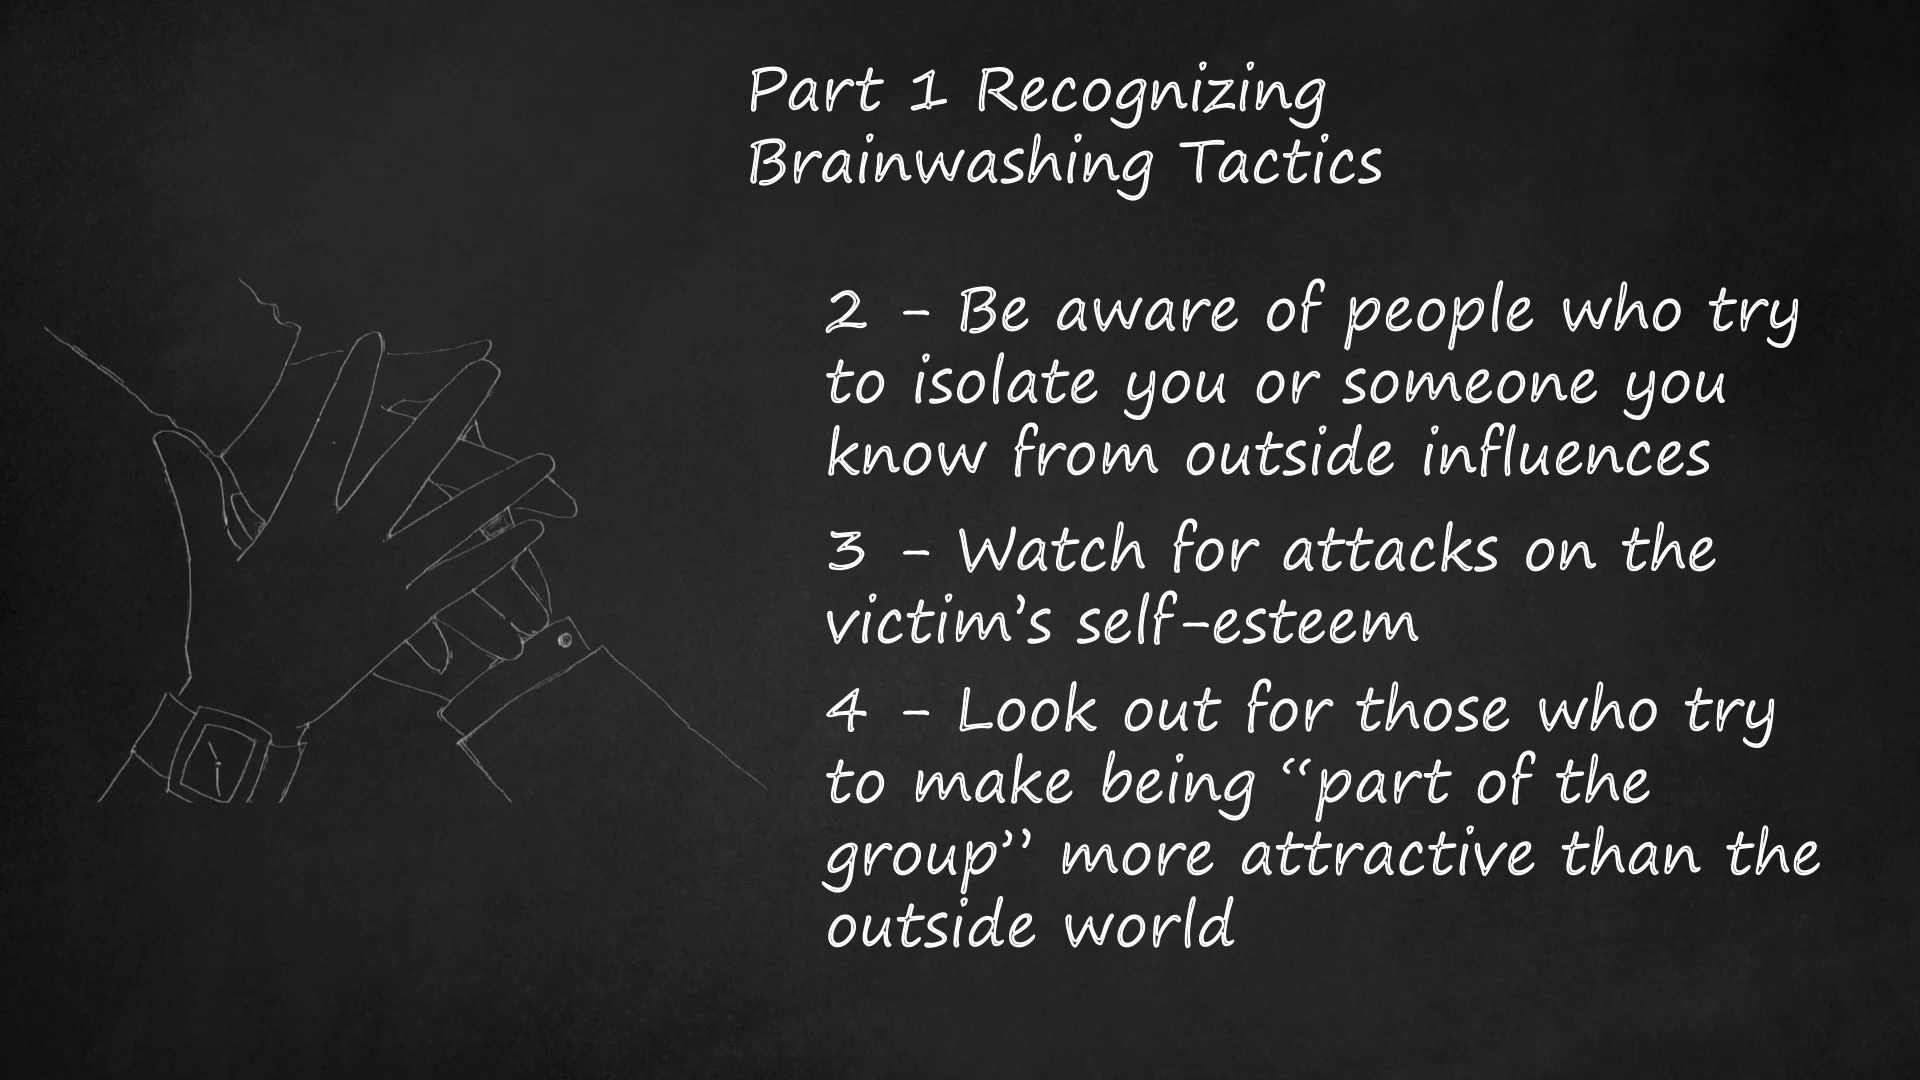 Part 1 Recognizing
Brainwashing Tactics
2 - Be aware of people who try
to isolate you or someone you
know from outside influences
3 - Watch for attacks on the
victim’s self-esteem
4 - Look out for those who try
to make being “part of the
group” more attractive than the
outside world